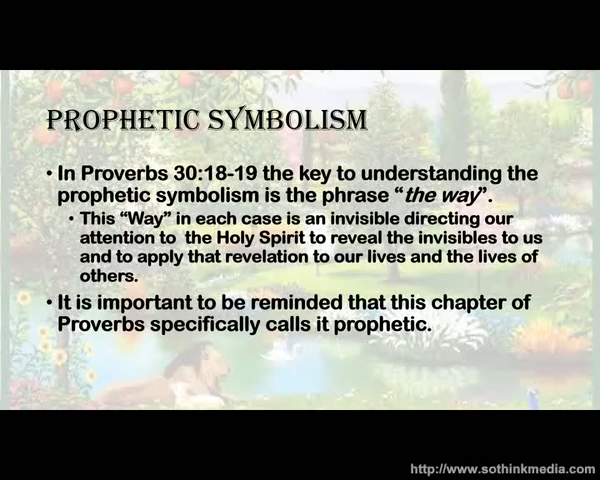 PROPHETIC SYMBOLISM
• In Proverbs 30:18-19 the key to understanding the
prophetic symbolism is the phrase “the way”.
• This “Way” in each case is an invisible directing our
attention to the Holy Spirit to reveal the invisibles to us
and to apply that revelation to our lives and the lives of
others.
• It is important to be reminded that this chapter of
Proverbs specifically calls it prophetic.
http://www.sothinkmedia.com